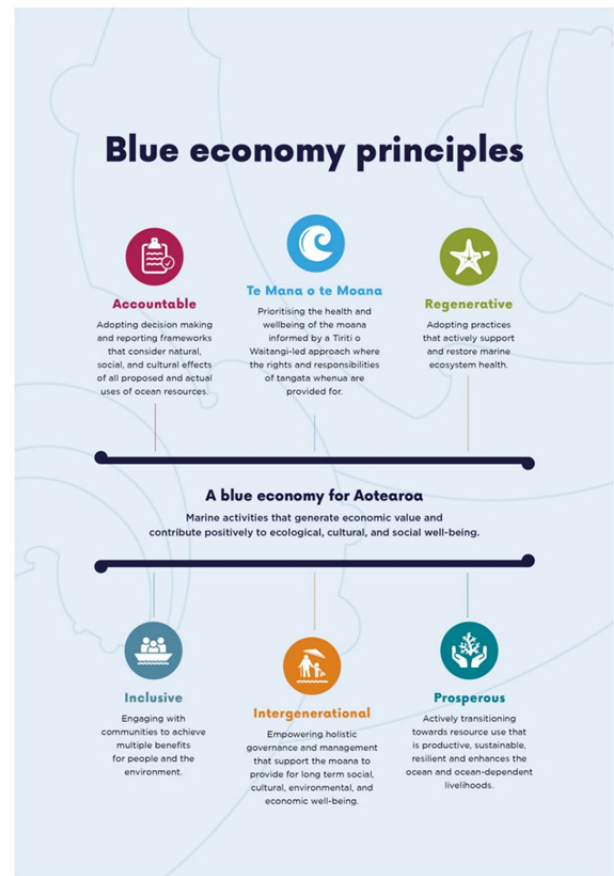 Blue economy principles
Accountable
Adopting decision making
and reporting frameworks
that consider natural,
social, and cultural effects
of all proposed and actual
uses of ocean resources.
Te Mana o te Moana
Prioritising the health and
wellbeing of the moana
informed by a Tiriti o
Waitangi-led approach where
the rights and responsibilities
of tangata whenua are
provided for.
Regenerative
Adopting practices
that actively support
and restore marine
ecosystem health.
A blue economy for Aotearoa
Marine activities that generate economic value and
contribute positively to ecological, cultural, and social well-being.
Inclusive
Engaging with
communities to achieve
multiple benefits
for people and the
environment.
Intergenerational
Empowering holistic
governance and management
that support the moana to
provide for long term social,
cultural, environmental, and
economic well-being.
Prosperous
Actively transitioning
towards resource use that
is productive, sustainable,
resilient and enhances the
ocean and ocean-dependent
livelihoods.